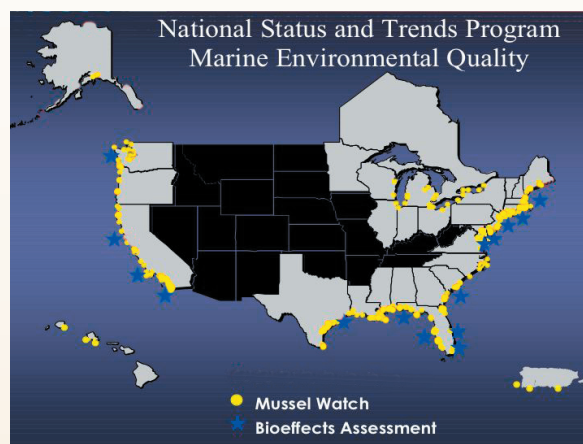 National Status and Trends Program
Marine Environmental Quality
Mussel Watch
Bioeffects Assessment